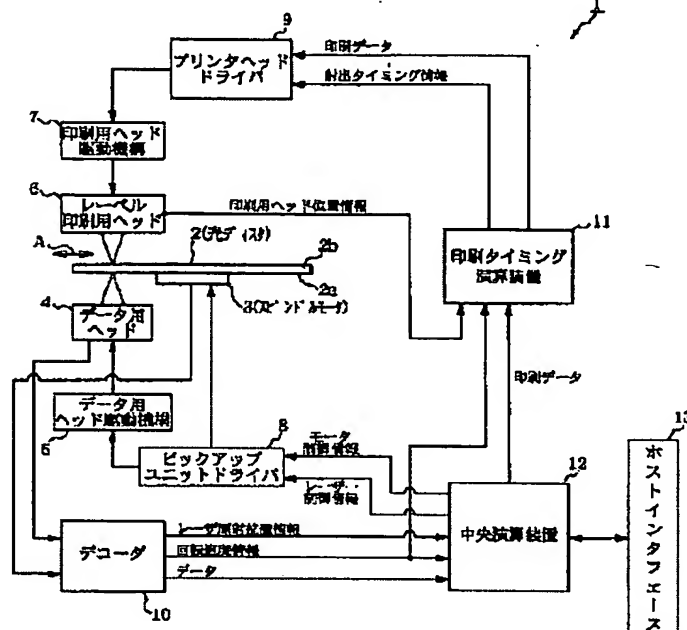 9
プリンタヘッド
ドライバ
印刷データ
射出タイミング情報
7
印刷用ヘッド
駆動機構
6
レーベル
印刷用ヘッド
印刷用ヘッド位置情報
11
印刷タイミング
演算装置
A
2(光ディスク)
2b
2a
3(スピンドルモータ)
4
データ用
ヘッド
データ用
ヘッド駆動機構
5
印刷データ
8
ピックアップ
ユニットドライバ
モータ
制御情報
レーザ
制御情報
12
中央演算装置
13
ホストインタフェース
デコーダ
10
レーザ照射位置情報
回転速度情報
データ